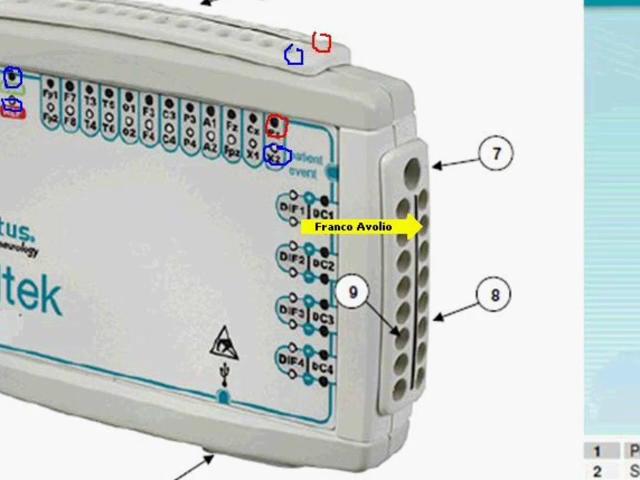 Fp1 F7 T3 T5 O1 F3 C3 P3 A1 Fz Cz Pz
Fp2 F8 T4 T6 O2 F4 C4 P4 A2 Fpz X1 X2
patient
event
DIF1 DC1
Franco Avolio
tus.
neurology
DIF2 DC2
tek
DIF3 DC3
DIF4 DC4
7
9
8
1 P
2 S